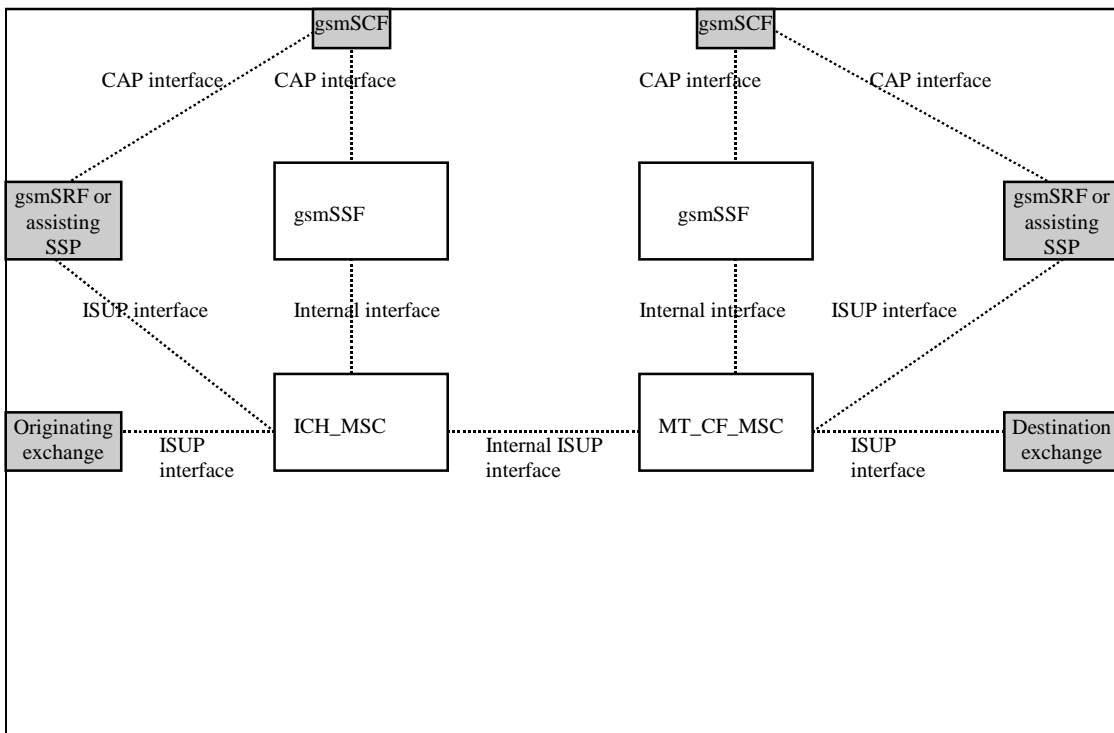 gsmSCF
gsmSCF
CAP interface
CAP interface
CAP interface
CAP interface
gsmSRF or
assisting
SSP
gsmSSF
gsmSSF
gsmSRF or
assisting
SSP
ISUP interface
Internal interface
Internal interface
ISUP interface
Originating
exchange
ISUP
interface
ICH_MSC
Internal ISUP
interface
MT_CF_MSC
ISUP
interface
Destination
exchange